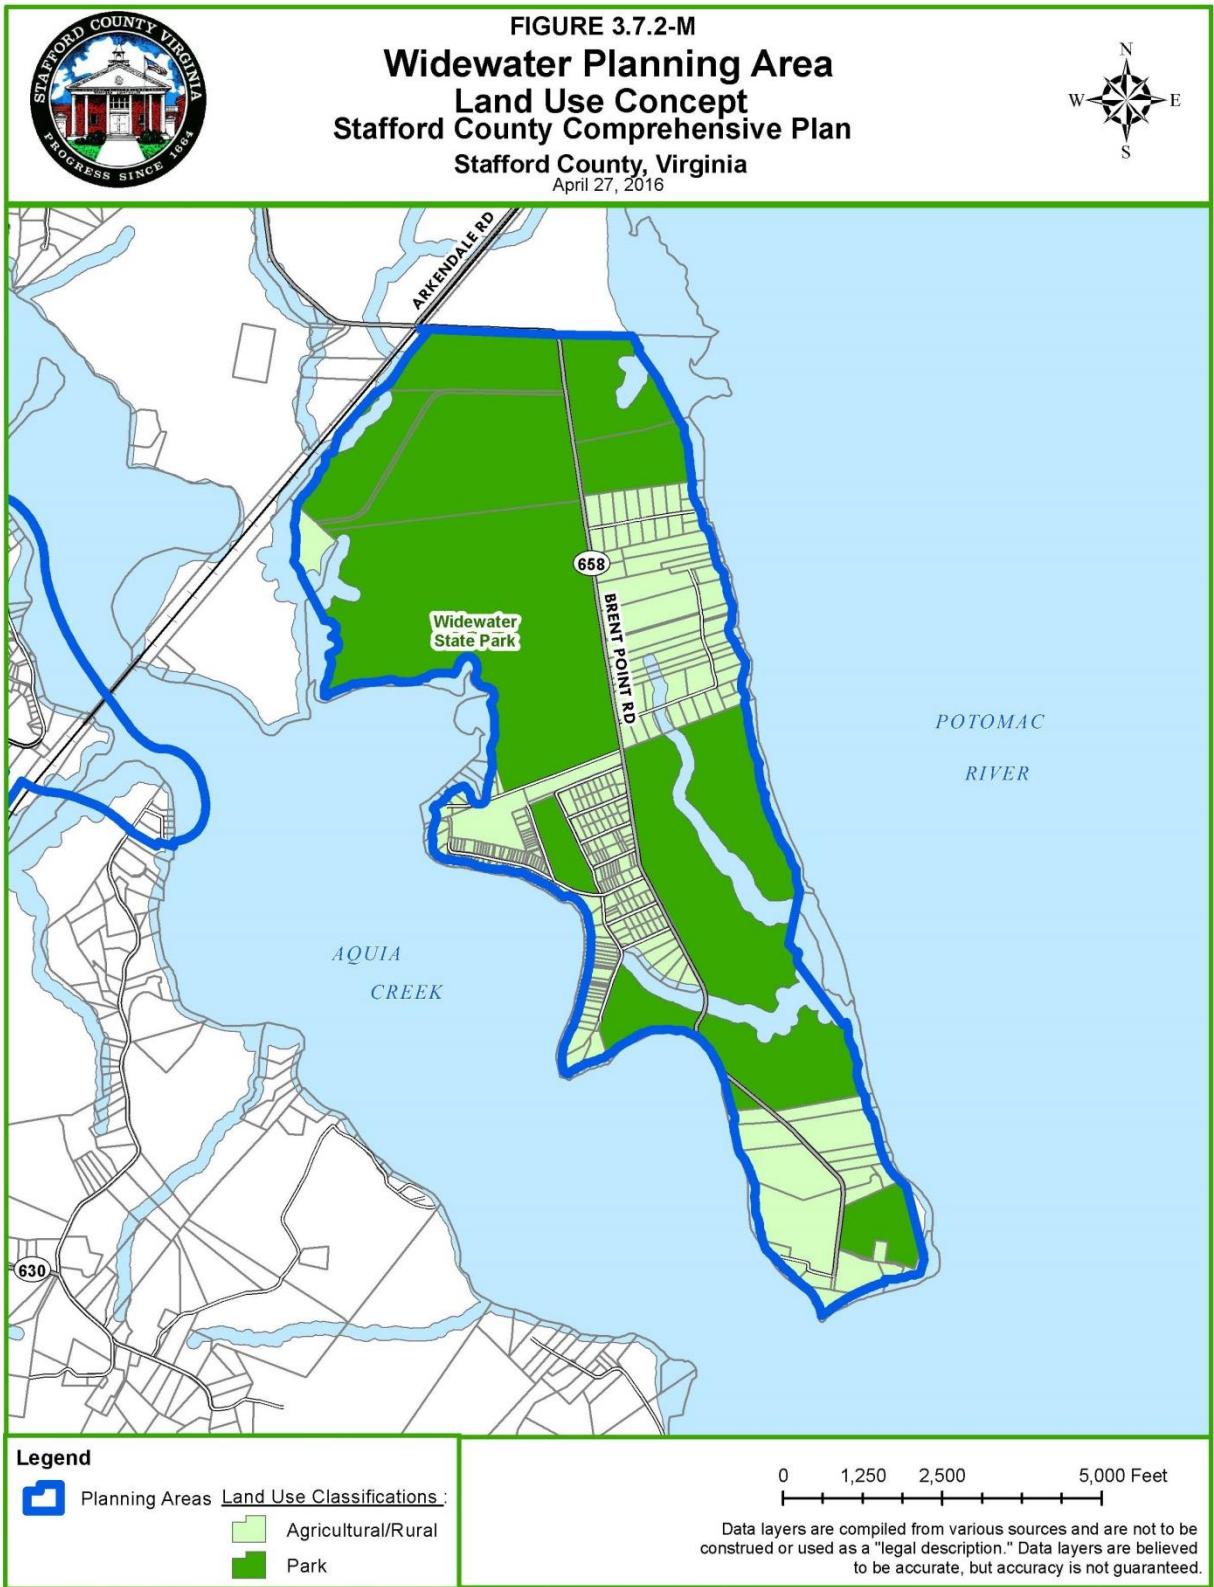 STAFFORD COUNTY VIRGINIA
PROGRESS SINCE 1664
FIGURE 3.7.2-M
Widewater Planning Area
Land Use Concept
Stafford County Comprehensive Plan
Stafford County, Virginia
April 27, 2016
N
W E
S
ARKENDALE RD
658
BRENT POINT RD
Widewater
State Park
POTOMAC
RIVER
AQUIA
CREEK
630
Legend
Planning Areas
Land Use Classifications :
Agricultural/Rural
Park
0 1,250 2,500 5,000 Feet
Data layers are compiled from various sources and are not to be
construed or used as a "legal description." Data layers are believed
to be accurate, but accuracy is not guaranteed.